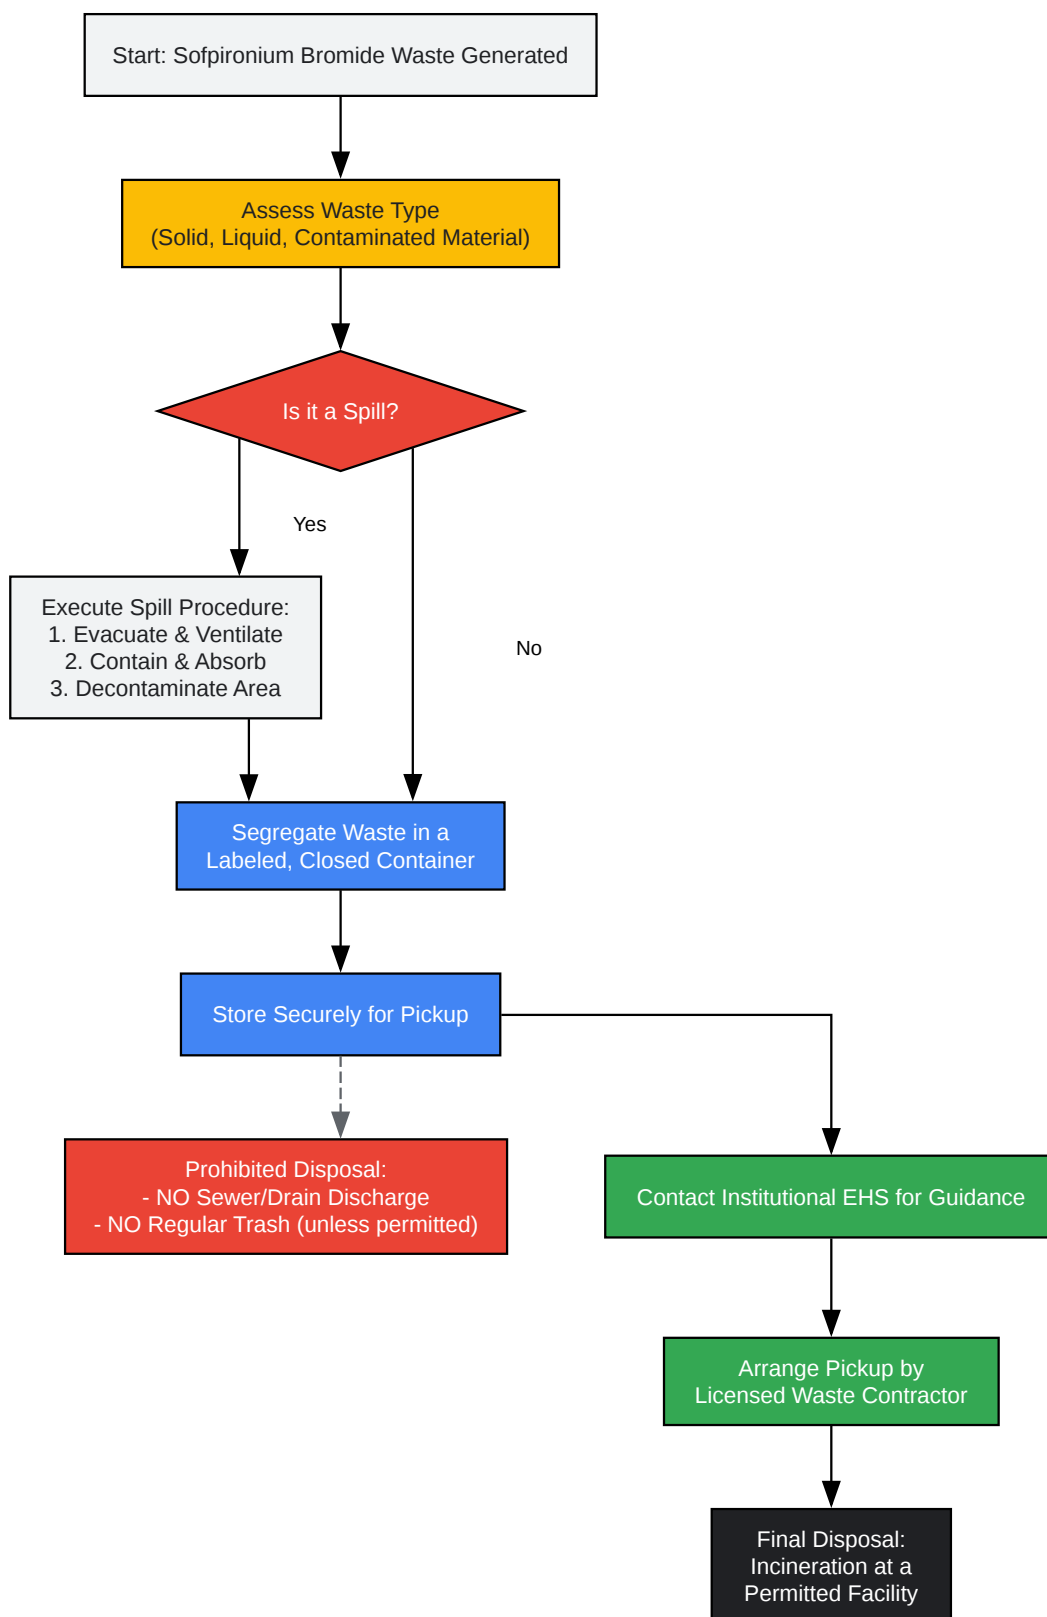 Start: Sofpironium Bromide Waste Generated
Assess Waste Type
(Solid, Liquid, Contaminated Material)
Is it a Spill?
Yes
Execute Spill Procedure:
1. Evacuate & Ventilate
2. Contain & Absorb
3. Decontaminate Area
No
Segregate Waste in a
Labeled, Closed Container
Store Securely for Pickup
Prohibited Disposal:
- NO Sewer/Drain Discharge
- NO Regular Trash (unless permitted)
Contact Institutional EHS for Guidance
Arrange Pickup by
Licensed Waste Contractor
Final Disposal:
Incineration at a
Permitted Facility